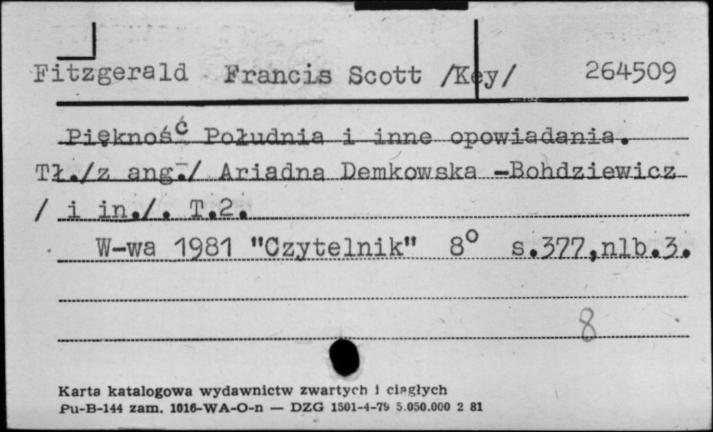 Fitzgerald Francis Scott /Key/ 264509
Piękność Południa i inne opowiadania.
Tł./z ang./ Ariadna Demkowska -Bohdziewicz
/ i in./. T.2.
W-wa 1981 "Czytelnik" 8° s.377,nlb.3.
8
Karta katalogowa wydawnictw zwartych i ciągłych
Pu-B-144 zam. 1016-WA-O-n — DZG 1501-4-79 5.050.000 2 81